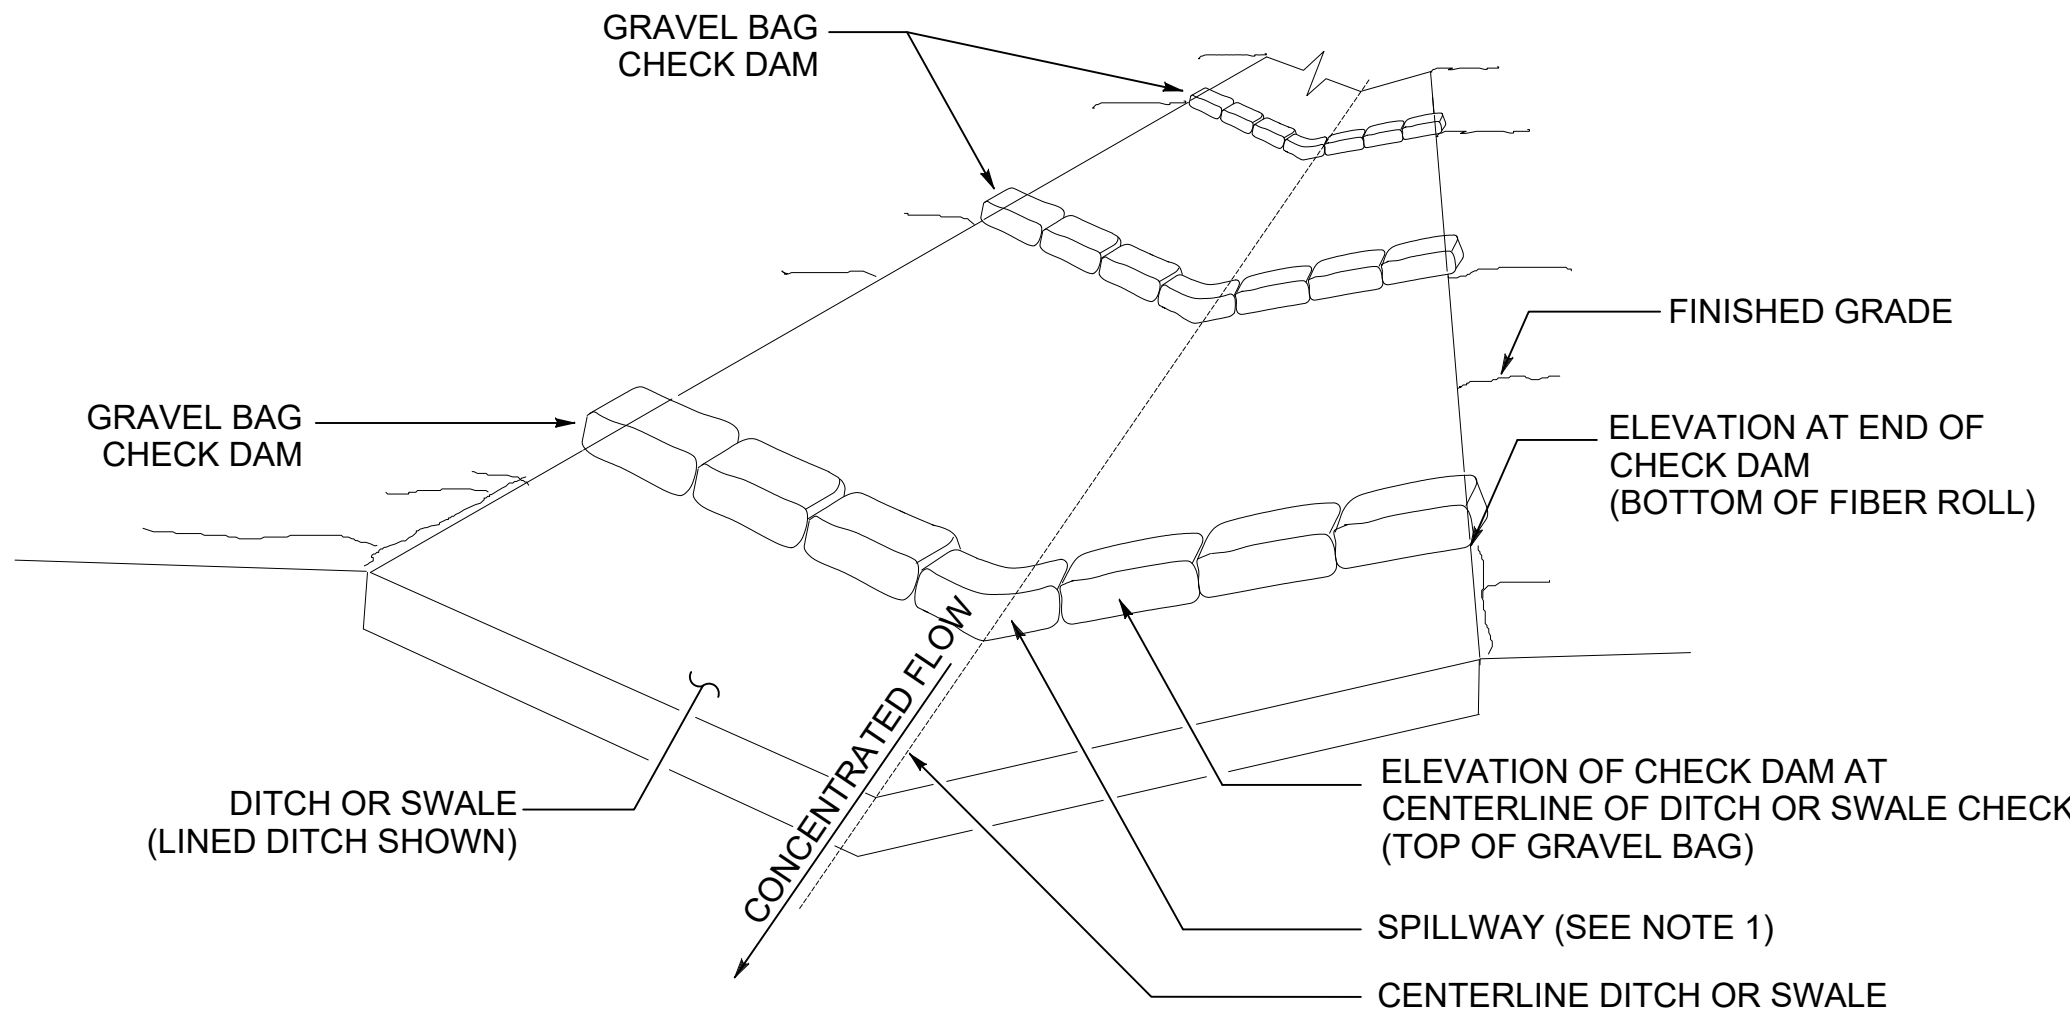 GRAVEL BAG
CHECK DAM
FINISHED GRADE
GRAVEL BAG
CHECK DAM
ELEVATION AT END OF
CHECK DAM
(BOTTOM OF FIBER ROLL)
CONCENTRATED FLOW
DITCH OR SWALE
(LINED DITCH SHOWN)
ELEVATION OF CHECK DAM AT
CENTERLINE OF DITCH OR SWALE CHECK
(TOP OF GRAVEL BAG)
SPILLWAY (SEE NOTE 1)
CENTERLINE DITCH OR SWALE